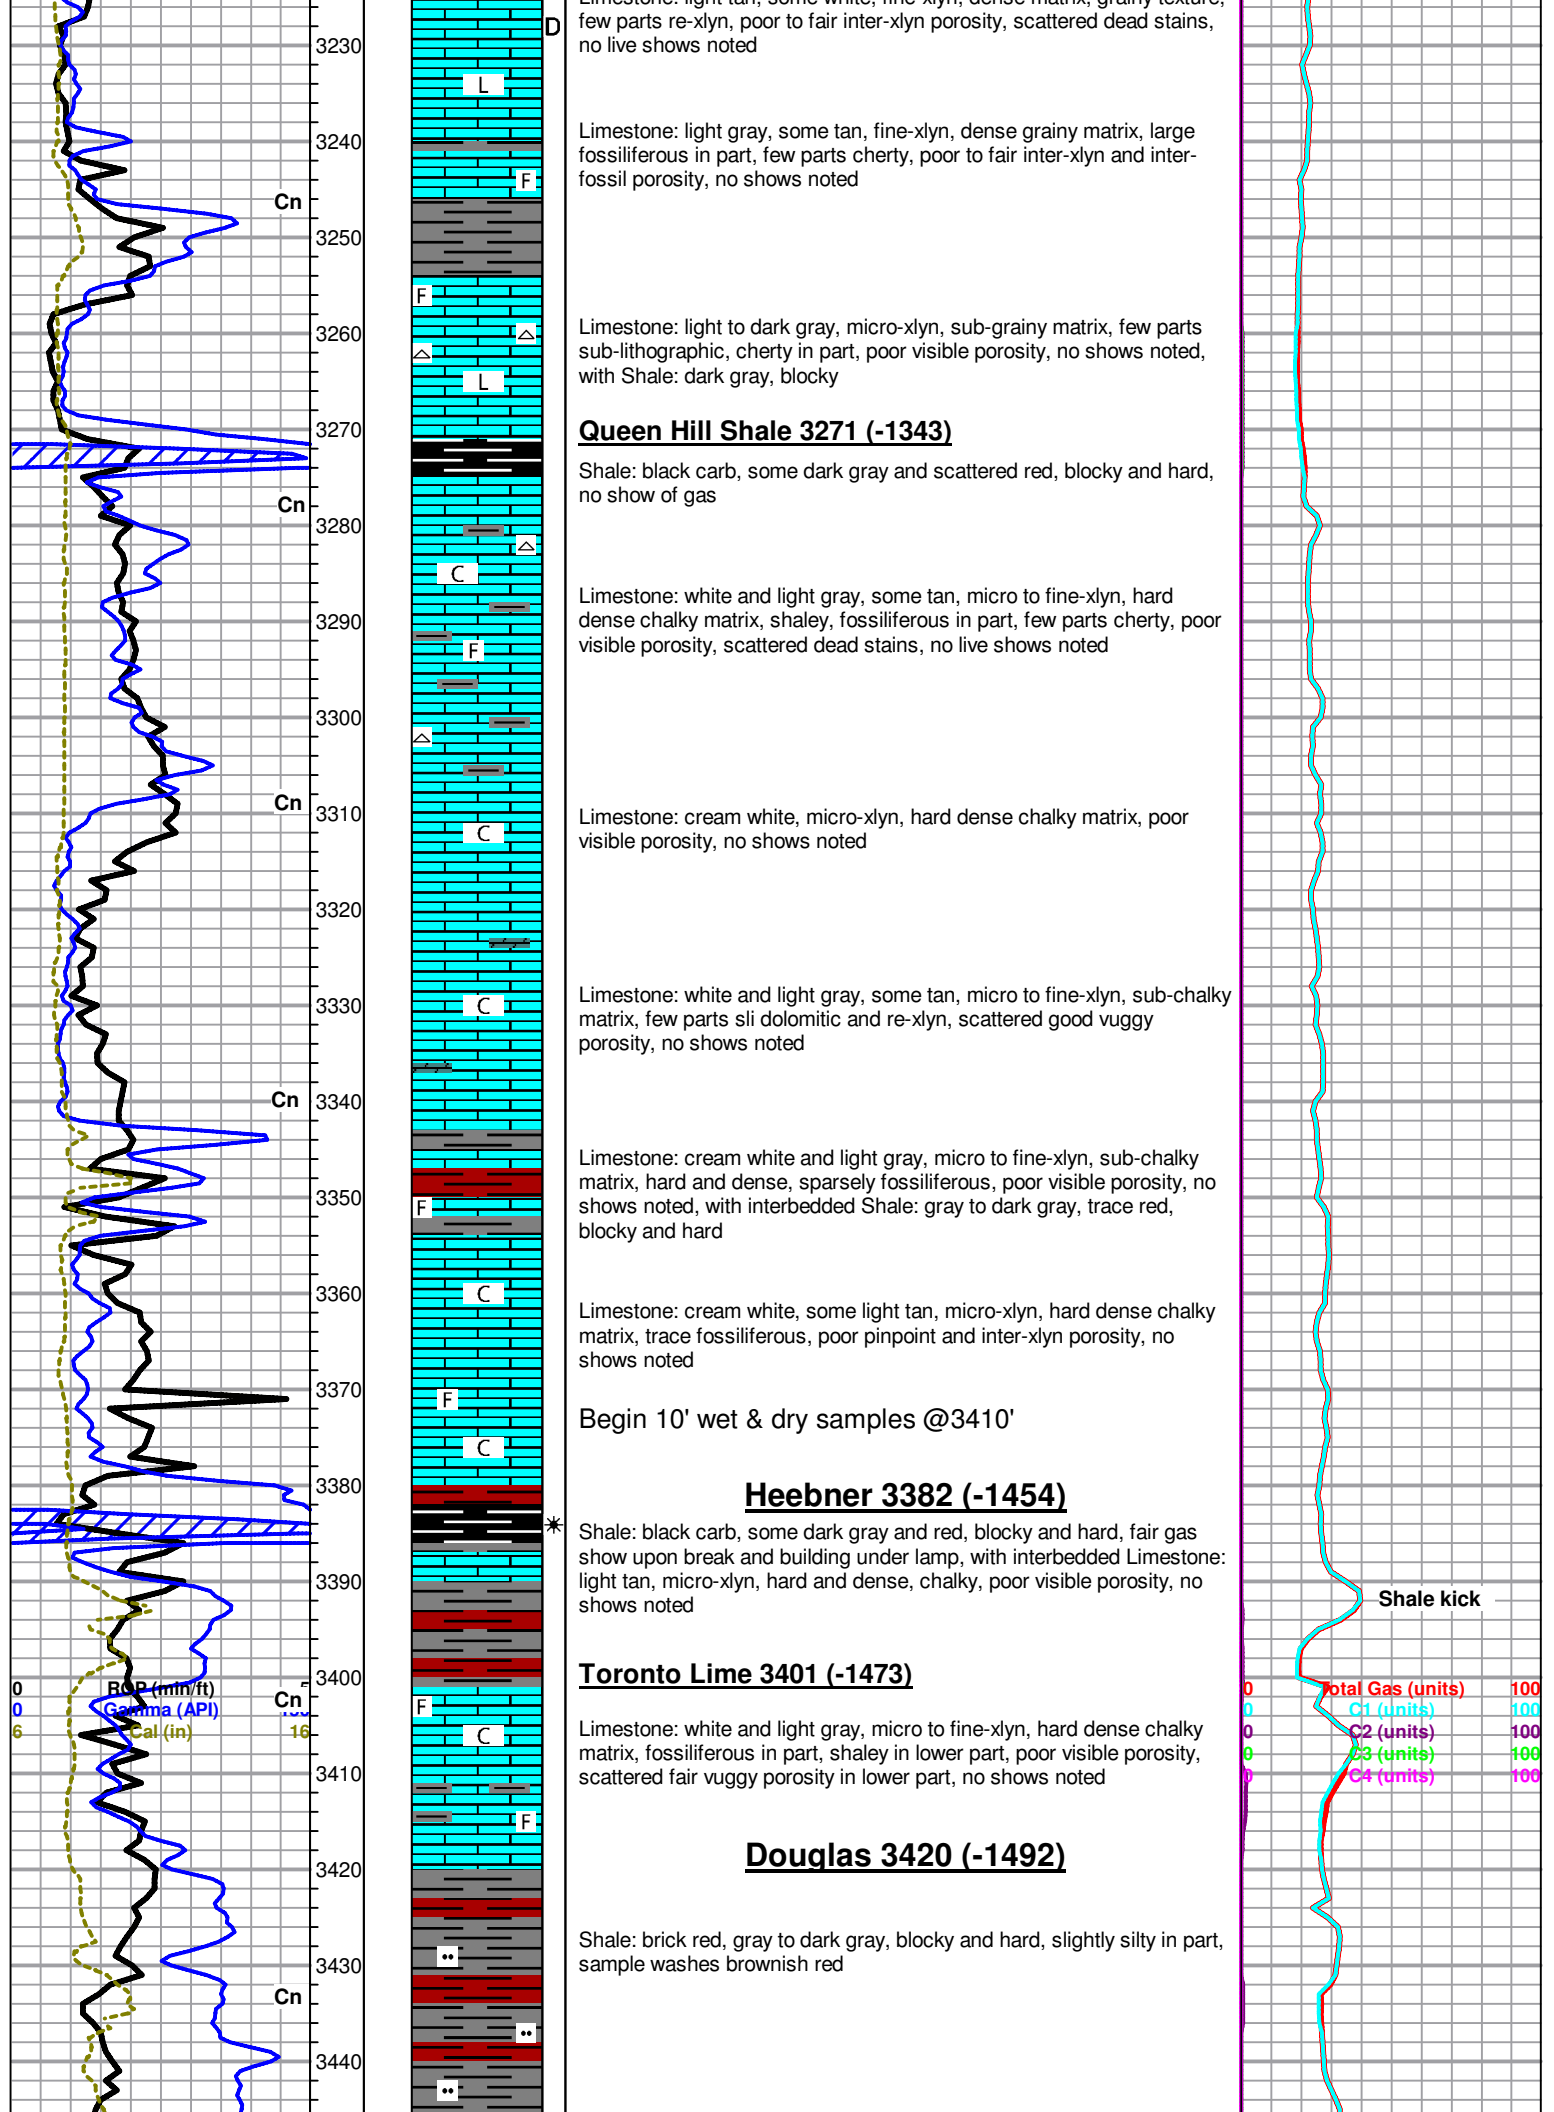 Limestone: light tan, some white, fine-xlyn, dense matrix, grainy texture,
few parts re-xlyn, poor to fair inter-xlyn porosity, scattered dead stains,
no live shows noted
D
3230
L
3240
Limestone: light gray, some tan, fine-xlyn, dense grainy matrix, large
fossiliferous in part, few parts cherty, poor to fair inter-xlyn and inter-
fossil porosity, no shows noted
F
Cn
3250
F
3260
Limestone: light to dark gray, micro-xlyn, sub-grainy matrix, few parts
sub-lithographic, cherty in part, poor visible porosity, no shows noted,
with Shale: dark gray, blocky
L
3270
Queen Hill Shale 3271 (-1343)
Shale: black carb, some dark gray and scattered red, blocky and hard,
no show of gas
Cn
3280
C
Limestone: white and light gray, some tan, micro to fine-xlyn, hard
dense chalky matrix, shaley, fossiliferous in part, few parts cherty, poor
visible porosity, scattered dead stains, no live shows noted
3290
F
3300
Cn
3310
Limestone: cream white, micro-xlyn, hard dense chalky matrix, poor
visible porosity, no shows noted
C
3320
3330
C
Limestone: white and light gray, some tan, micro to fine-xlyn, sub-chalky
matrix, few parts sli dolomitic and re-xlyn, scattered good vuggy
porosity, no shows noted
Cn
3340
Limestone: cream white and light gray, micro to fine-xlyn, sub-chalky
matrix, hard and dense, sparsely fossiliferous, poor visible porosity, no
shows noted, with interbedded Shale: gray to dark gray, trace red,
blocky and hard
3350
F
3360
C
Limestone: cream white, some light tan, micro-xlyn, hard dense chalky
matrix, trace fossiliferous, poor pinpoint and inter-xlyn porosity, no
shows noted
3370
F
Begin 10' wet & dry samples @3410'
C
3380
Heebner 3382 (-1454)
Shale: black carb, some dark gray and red, blocky and hard, fair gas
show upon break and building under lamp, with interbedded Limestone:
light tan, micro-xlyn, hard and dense, chalky, poor visible porosity, no
shows noted
3390
Shale kick
3400
Toronto Lime 3401 (-1473)
0 ROP (min/ft) 5
0 Gamma (API) 150
6 Cal (in) 16
Cn
F
C
Limestone: white and light gray, micro to fine-xlyn, hard dense chalky
matrix, fossiliferous in part, shaley in lower part, poor visible porosity,
scattered fair vuggy porosity in lower part, no shows noted
0 Total Gas (units) 100
0 C1 (units) 100
0 C2 (units) 100
0 C3 (units) 100
0 C4 (units) 100
3410
F
3420
Douglas 3420 (-1492)
Shale: brick red, gray to dark gray, blocky and hard, slightly silty in part,
sample washes brownish red
3430
Cn
3440